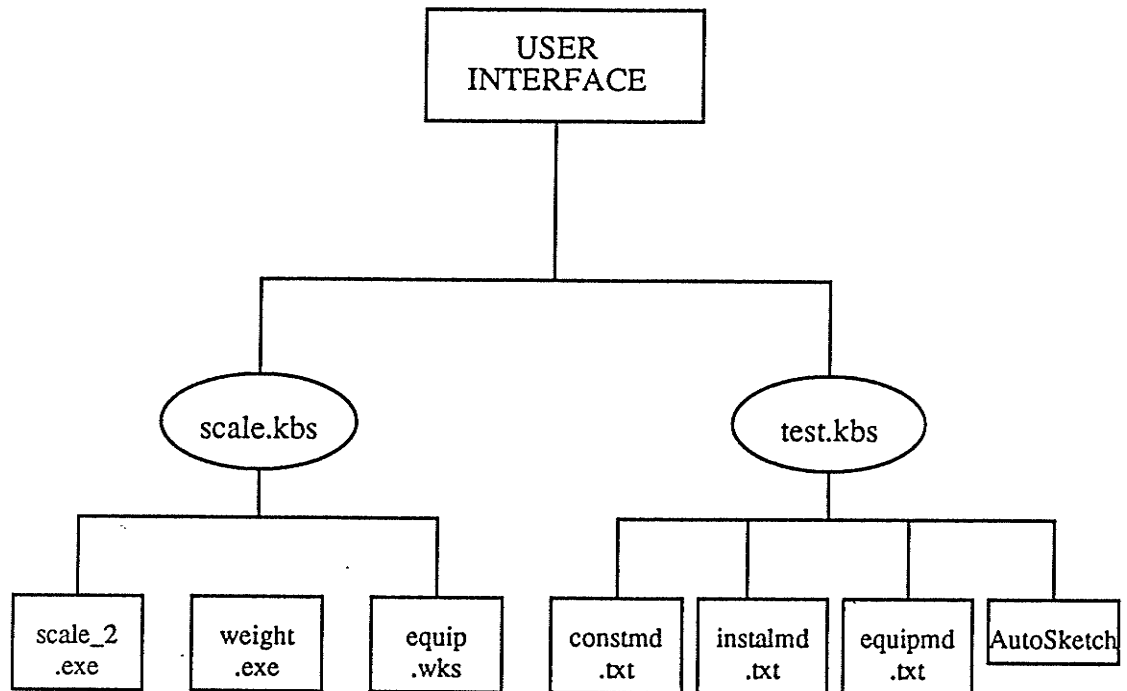 USER
INTERFACE
scale.kbs
test.kbs
scale_2
.exe
weight
.exe
equip
.wks
constmd
.txt
instalmd
.txt
equipmd
.txt
AutoSketch